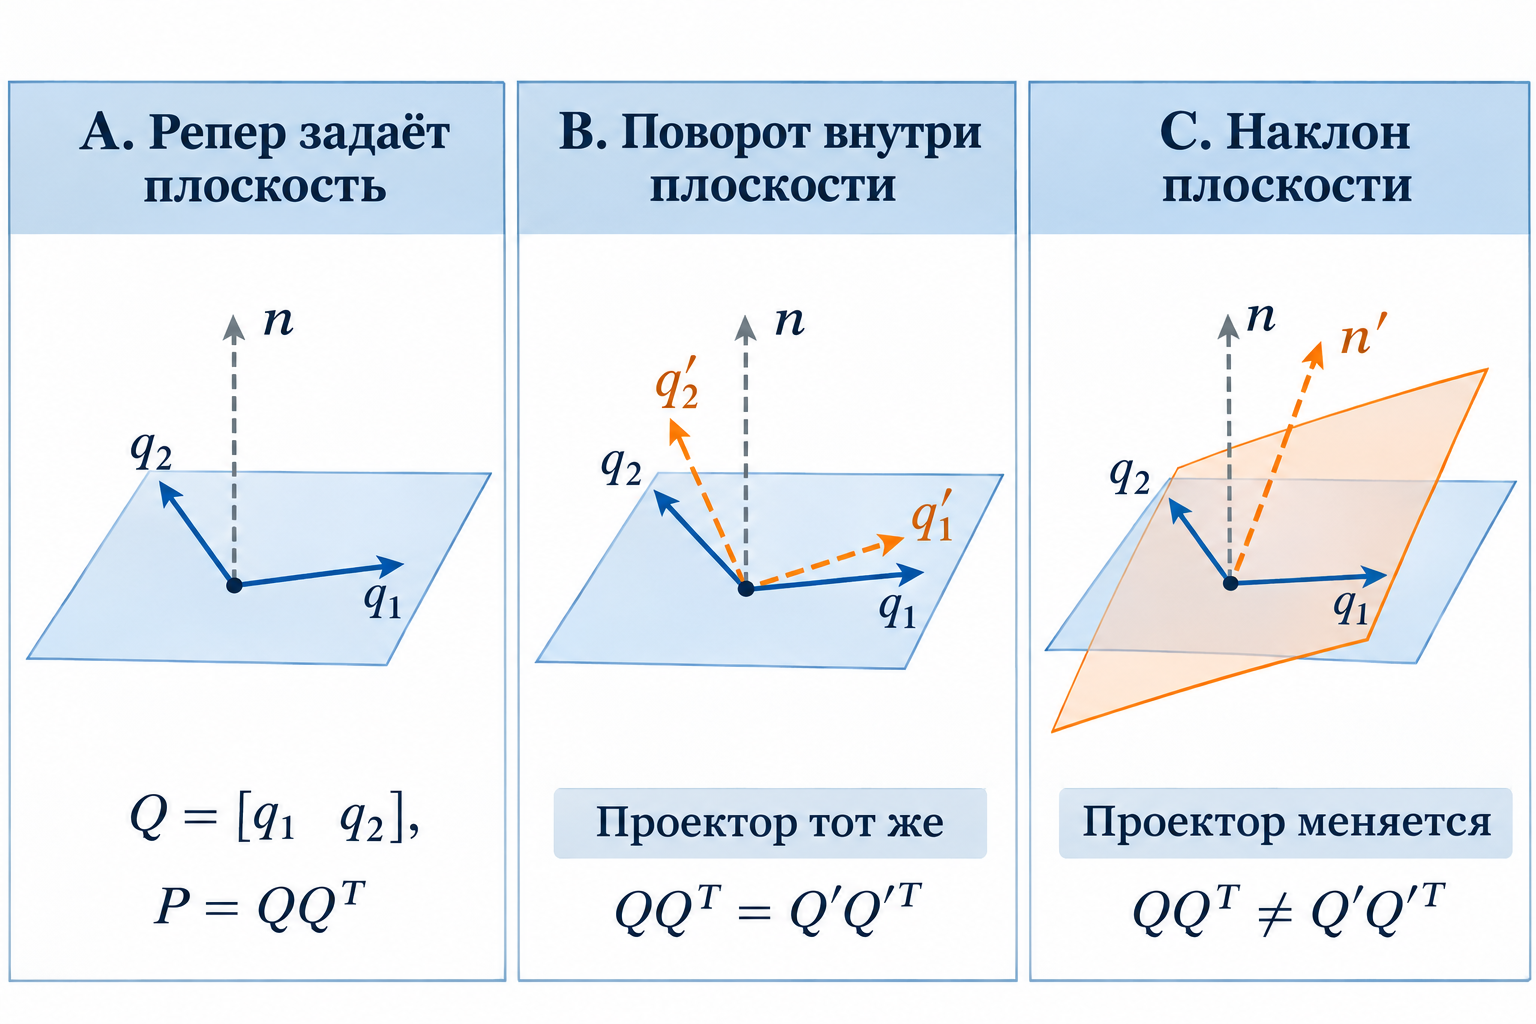 A. Репер задаёт
плоскость
n
q₂
q₁
Q = [q₁ q₂],
P = QQᵀ
B. Поворот внутри
плоскости
n
q₂′
q₂
q₁′
q₁
Проектор тот же
QQᵀ = Q′Q′ᵀ
C. Наклон
плоскости
n
n′
q₂
q₁
Проектор меняется
QQᵀ ≠ Q′Q′ᵀ